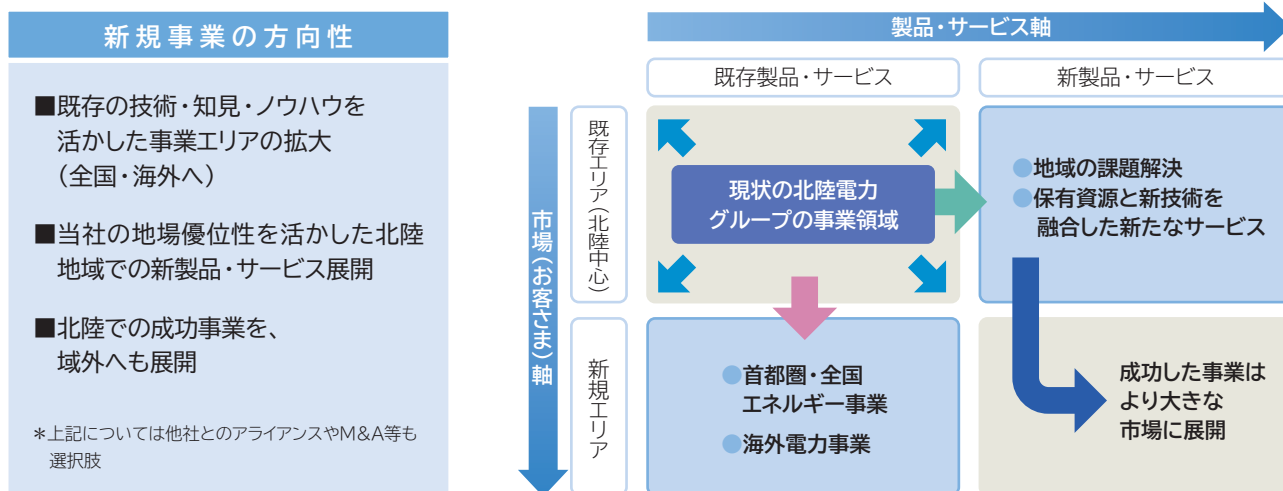 新規事業の方向性
■既存の技術・知見・ノウハウを
活かした事業エリアの拡大
（全国・海外へ）
■当社の地場優位性を活かした北陸
地域での新製品・サービス展開
■北陸での成功事業を、
域外へも展開
＊上記については他社とのアライアンスやM&A等も
選択肢
製品・サービス軸
既存製品・サービス
新製品・サービス
市場（お客さま）軸
既存エリア（北陸中心）
現状の北陸電力
グループの事業領域
●地域の課題解決
●保有資源と新技術を
融合した新たなサービス
新規エリア
●首都圏・全国
エネルギー事業
●海外電力事業
成功した事業は
より大きな
市場に展開